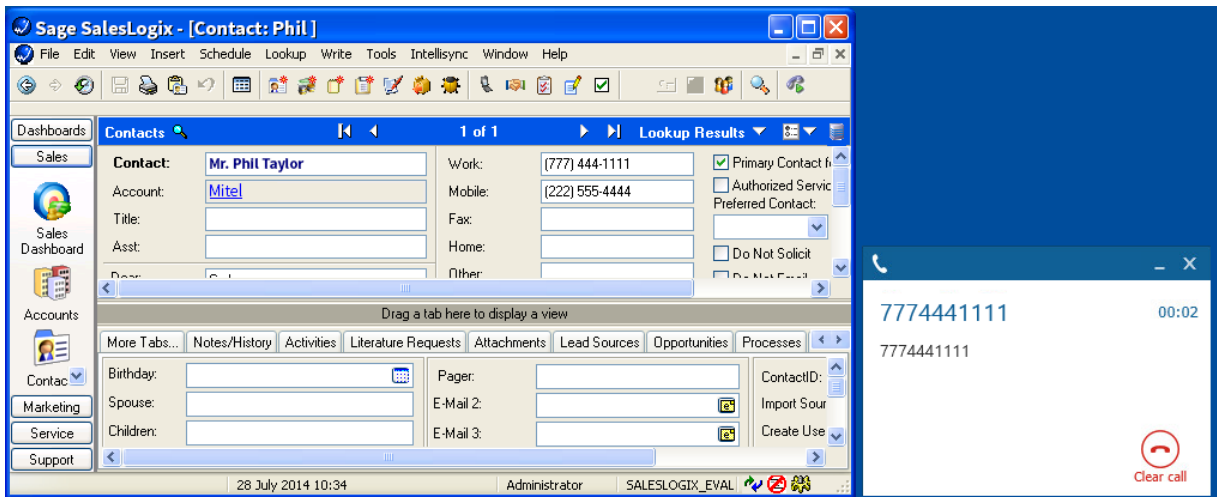 Sage SalesLogix - [Contact: Phil ]
File Edit View Insert Schedule Lookup Write Tools Intellisync Window Help
Dashboards
Sales
Sales Dashboard
Accounts
Contac
Marketing
Service
Support
Contacts 1 of 1 Lookup Results
Contact: Mr. Phil Taylor
Account: Mitel
Title:
Asst:
Work: (777) 444-1111
Mobile: (222) 555-4444
Fax:
Home:
Other:
Primary Contact f
Authorized Servic
Preferred Contact:
Do Not Solicit
Drag a tab here to display a view
More Tabs... Notes/History Activities Literature Requests Attachments Lead Sources Opportunities Processes
Birthday:
Spouse:
Children:
Pager:
E-Mail 2:
E-Mail 3:
ContactID:
Import Sour
Create Use
28 July 2014 10:34 Administrator SALESLOGIX_EVAL
7774441111 00:02
7774441111
Clear call